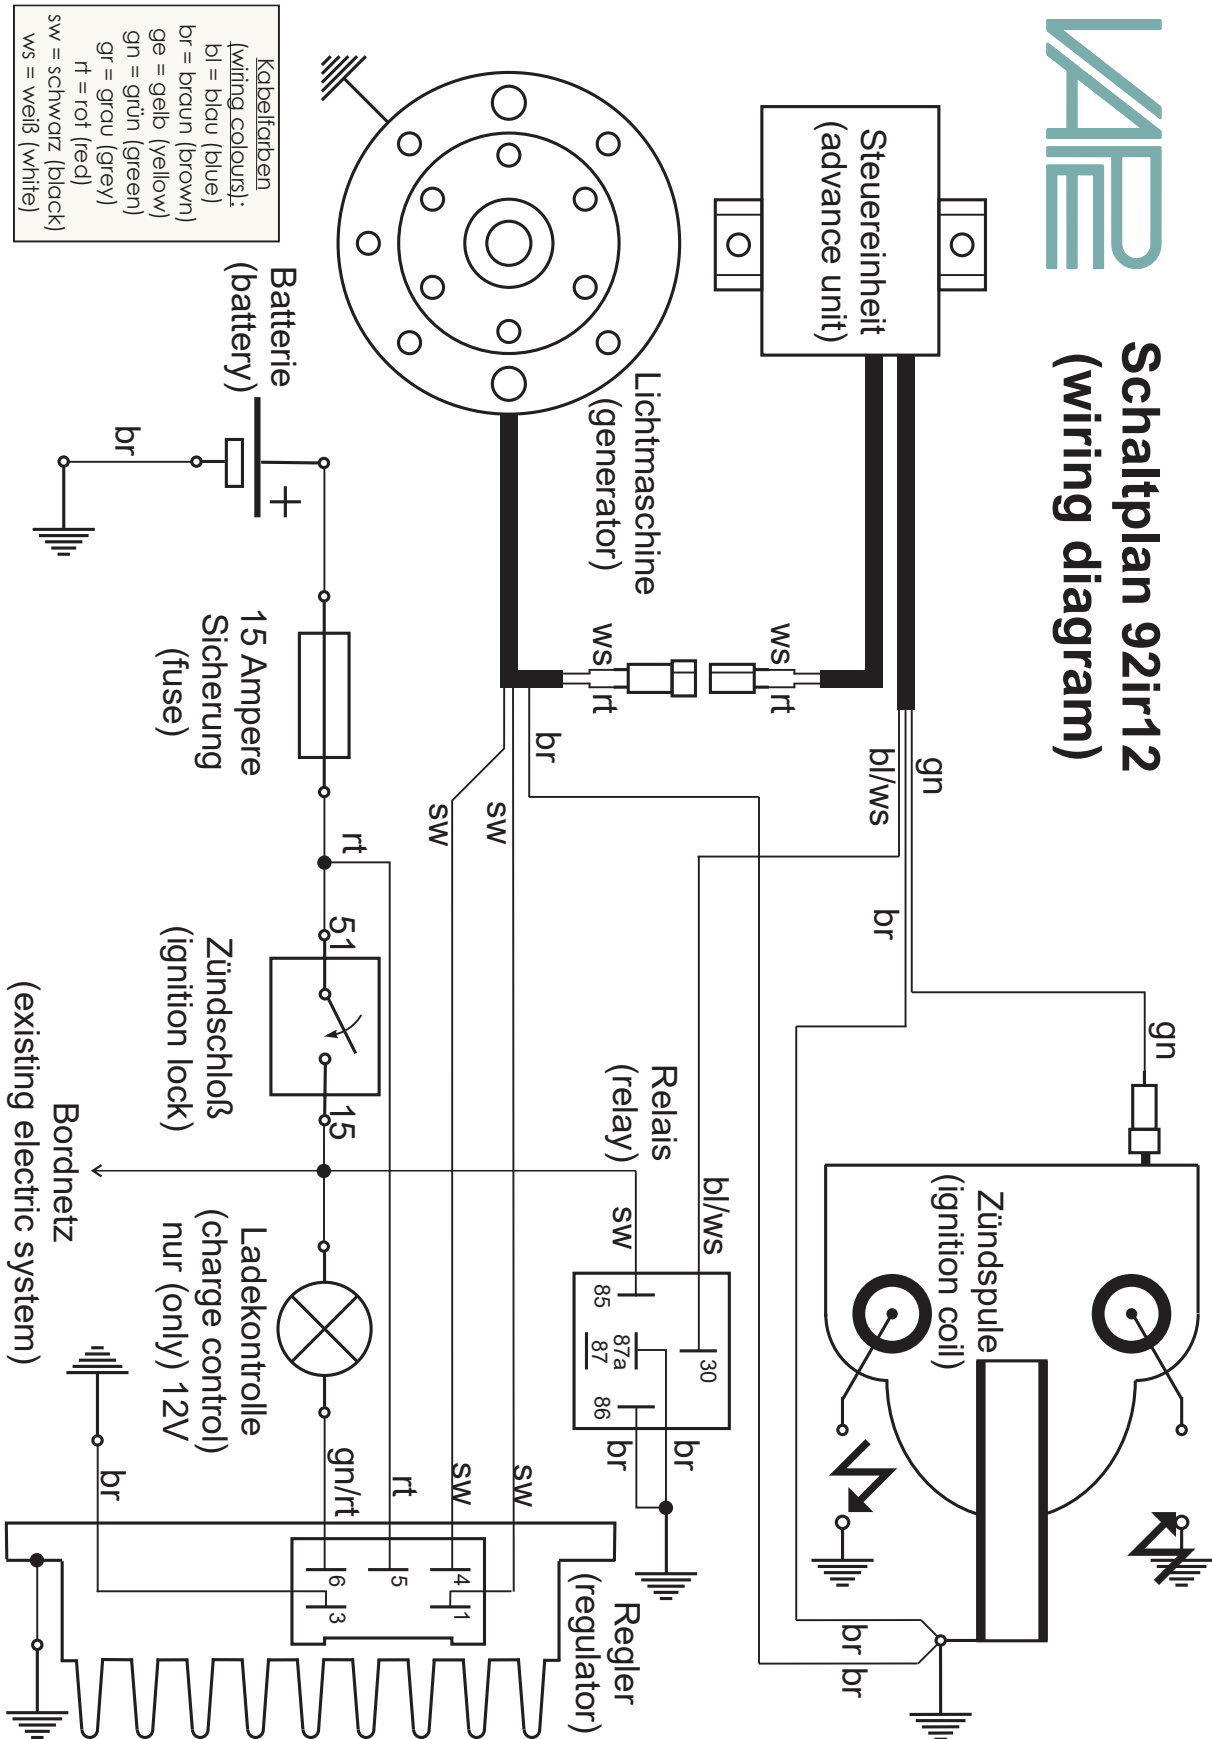 VAPE
Schaltplan 92ir12
(wiring diagram)
Steuereinheit
(advance unit)
Lichtmaschine
(generator)
ws
rt
ws
rt
gn
bl/ws
br
br
sw
sw
gn
Zündspule
(ignition coil)
br
br
Relais
(relay)
bl/ws
sw
85
87a
87
86
30
br
br
Kabelfarben
(wiring colours):
bl = blau (blue)
br = braun (brown)
ge = gelb (yellow)
gn = grün (green)
gr = grau (grey)
rt = rot (red)
sw = schwarz (black)
ws = weiß (white)
Batterie
(battery)
+
br
15 Ampere
Sicherung
(fuse)
rt
51
15
Zündschloß
(ignition lock)
Bordnetz
(existing electric system)
Ladekontrolle
(charge control)
nur (only) 12V
gn/rt
rt
sw
sw
br
6
5
4
3
1
Regler
(regulator)